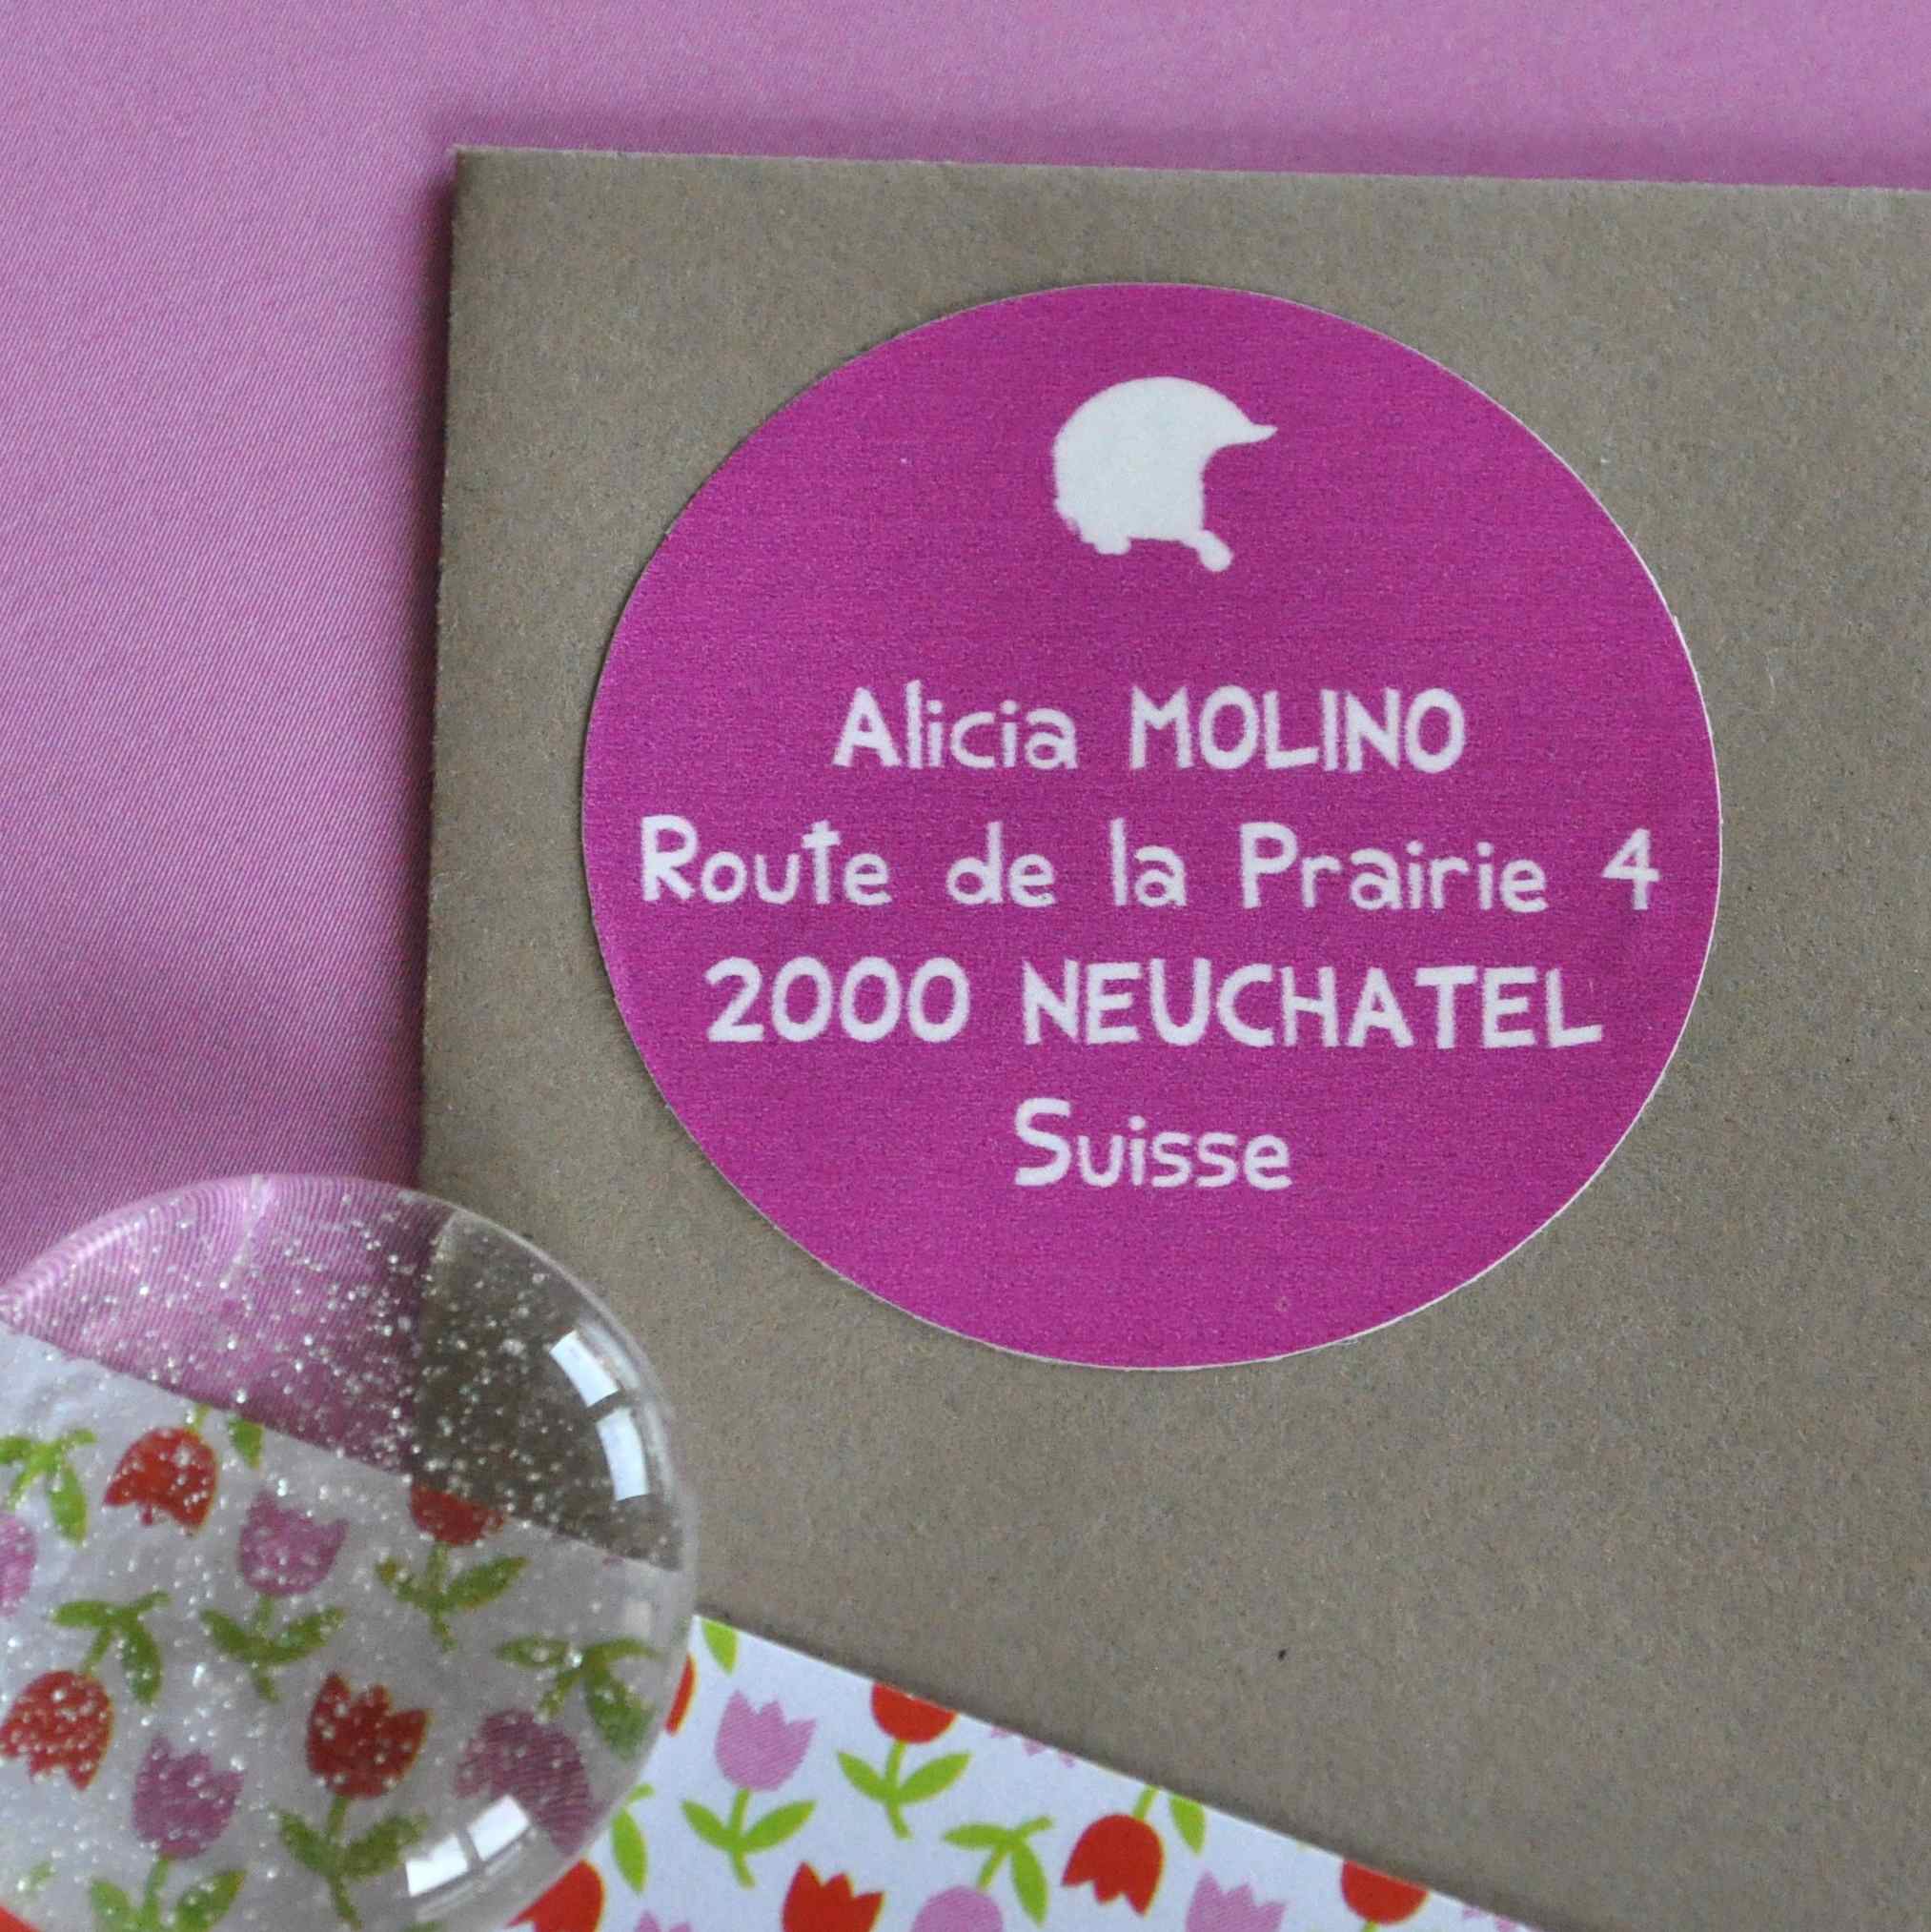 Alicia MOLINO
Route de la Prairie 4
2000 NEUCHATEL
Suisse